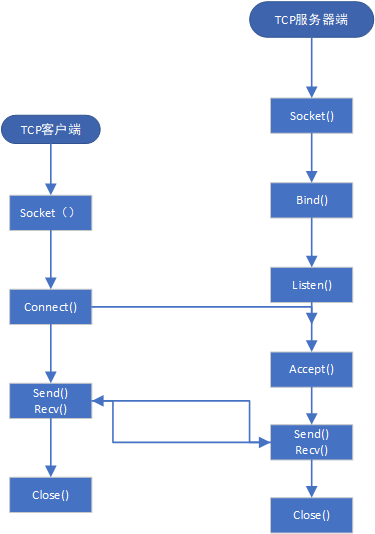 TCP服务器端
Socket()
Bind()
Listen()
Accept()
Send()
Recv()
Close()
TCP客户端
Socket（）
Connect()
Send()
Recv()
Close()